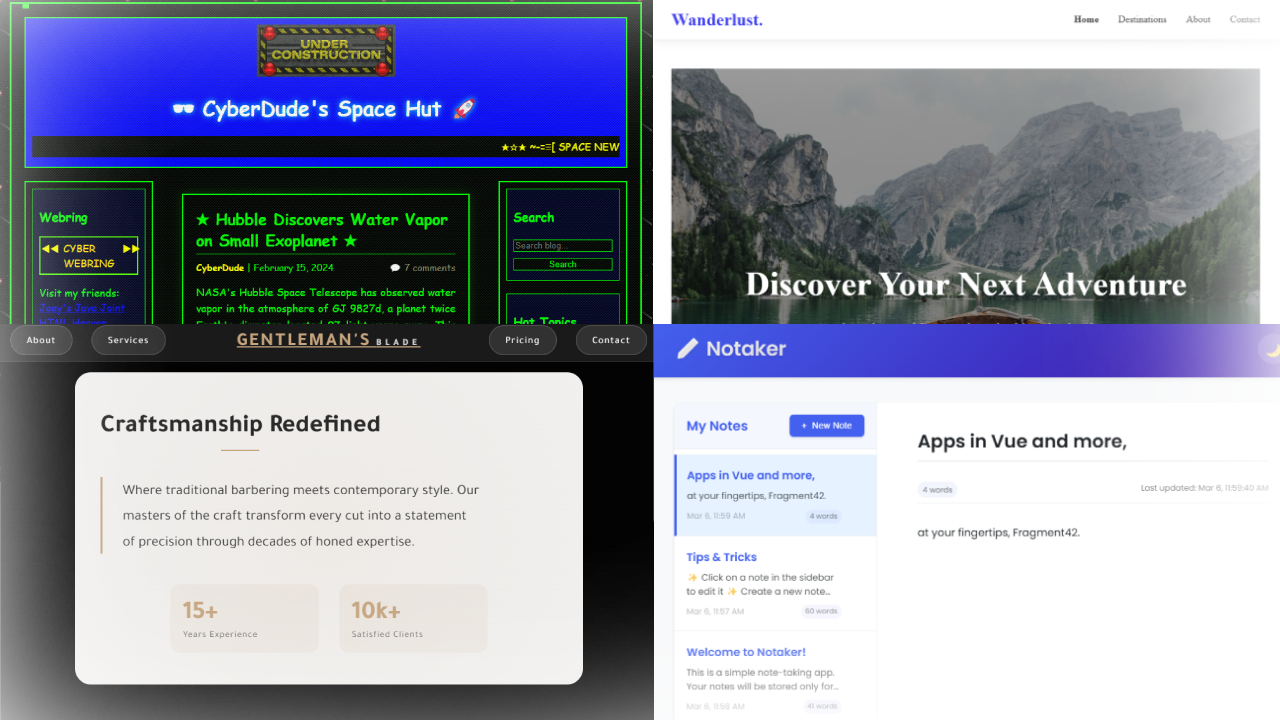 UNDER
CONSTRUCTION
🕶️ CyberDude's Space Hut 🚀
★☆★ ~-=≡[ SPACE NEW
Webring
◀◀ CYBER WEBRING ▶▶
Visit my friends:
Joey's Java Joint
HTML Heaven
★ Hubble Discovers Water Vapor
on Small Exoplanet ★
CyberDude | February 15, 2024
💬 7 comments
NASA's Hubble Space Telescope has observed water
vapor in the atmosphere of GJ 9827d, a planet twice
Search
Search blog...
Search
Hot Topics
Wanderlust.
Home
Destinations
About
Contact
Discover Your Next Adventure
About
Services
GENTLEMAN'S BLADE
Pricing
Contact
Craftsmanship Redefined
Where traditional barbering meets contemporary style. Our
masters of the craft transform every cut into a statement
of precision through decades of honed expertise.
15+
Years Experience
10k+
Satisfied Clients
Notaker
My Notes
+ New Note
Apps in Vue and more,
at your fingertips, Fragment42.
Mar 6, 11:59 AM
4 words
Tips & Tricks
✨ Click on a note in the sidebar
to edit it ✨ Create a new note...
Mar 6, 11:57 AM
60 words
Welcome to Notaker!
This is a simple note-taking app.
Your notes will be stored only for...
Mar 6, 11:56 AM
41 words
Apps in Vue and more,
4 words
Last updated: Mar 6, 11:59:40 AM
at your fingertips, Fragment42.